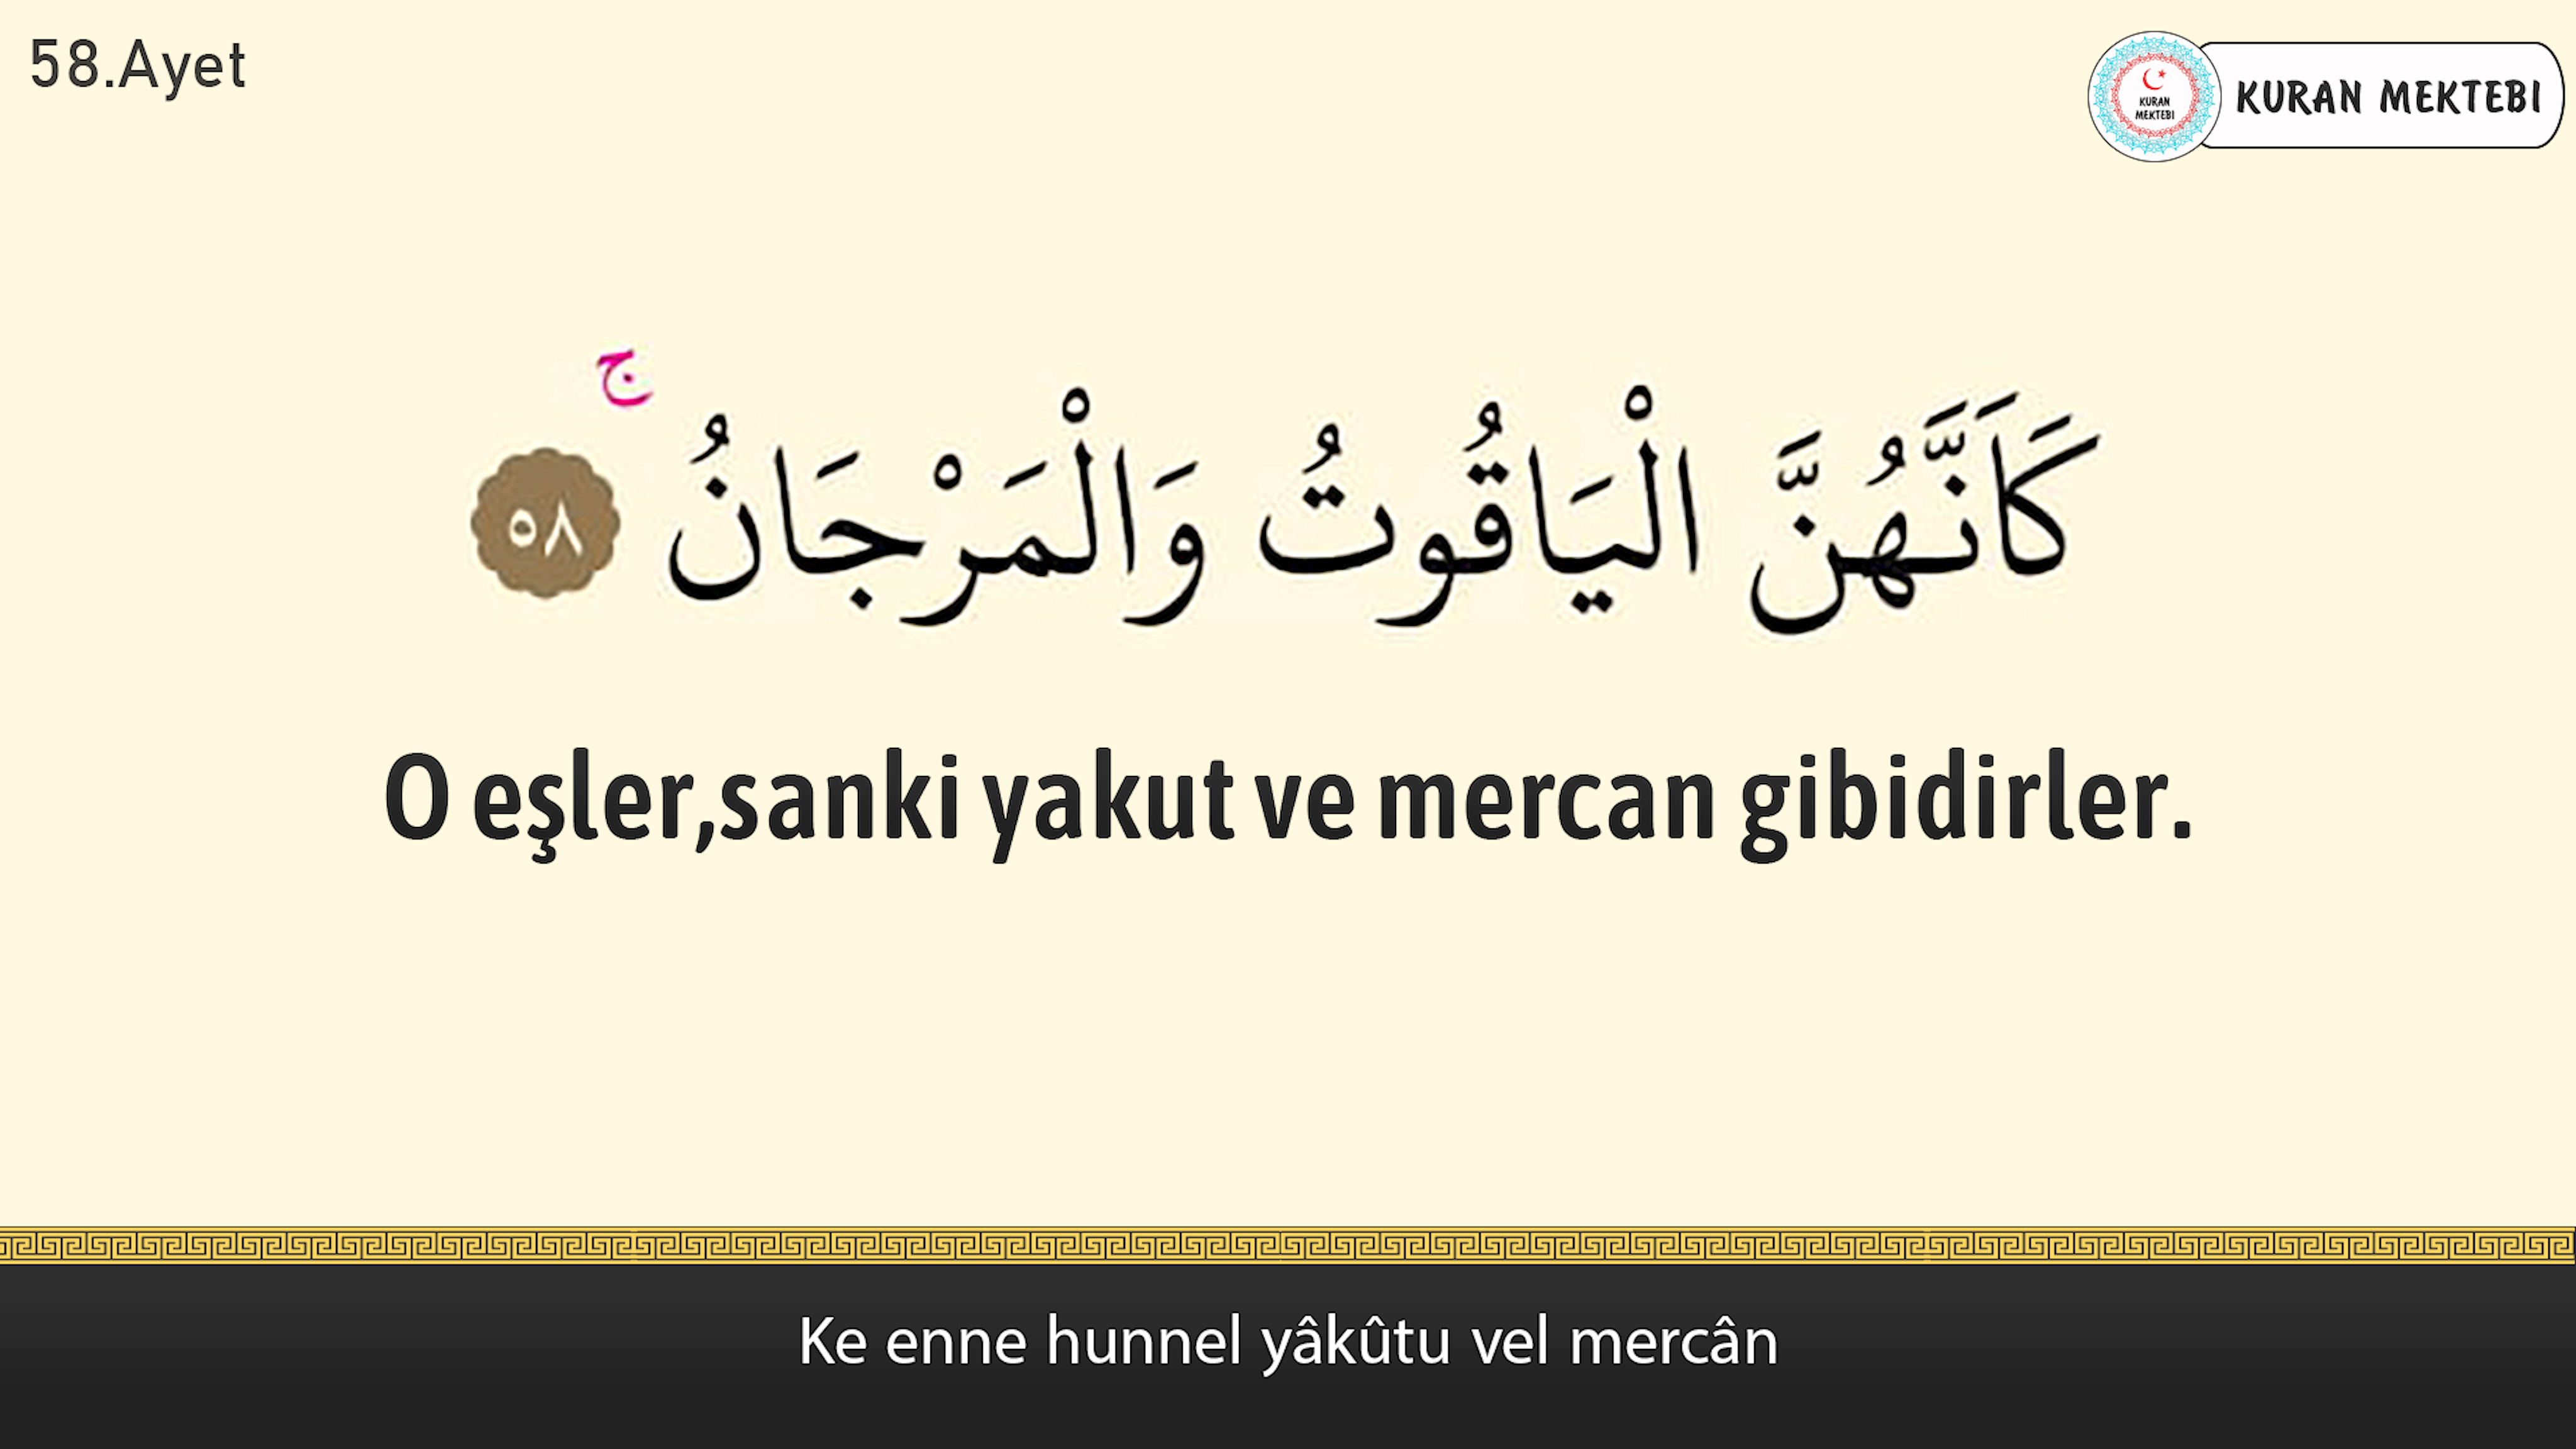 58.Ayet
KURAN
MEKTEBI
KURAN MEKTEBI
ج
كَاَنَّهُنَّ الْيَاقُوتُ وَالْمَرْجَانُ ٥٨
O eşler,sanki yakut ve mercan gibidirler.
Ke enne hunnel yâkûtu vel mercân